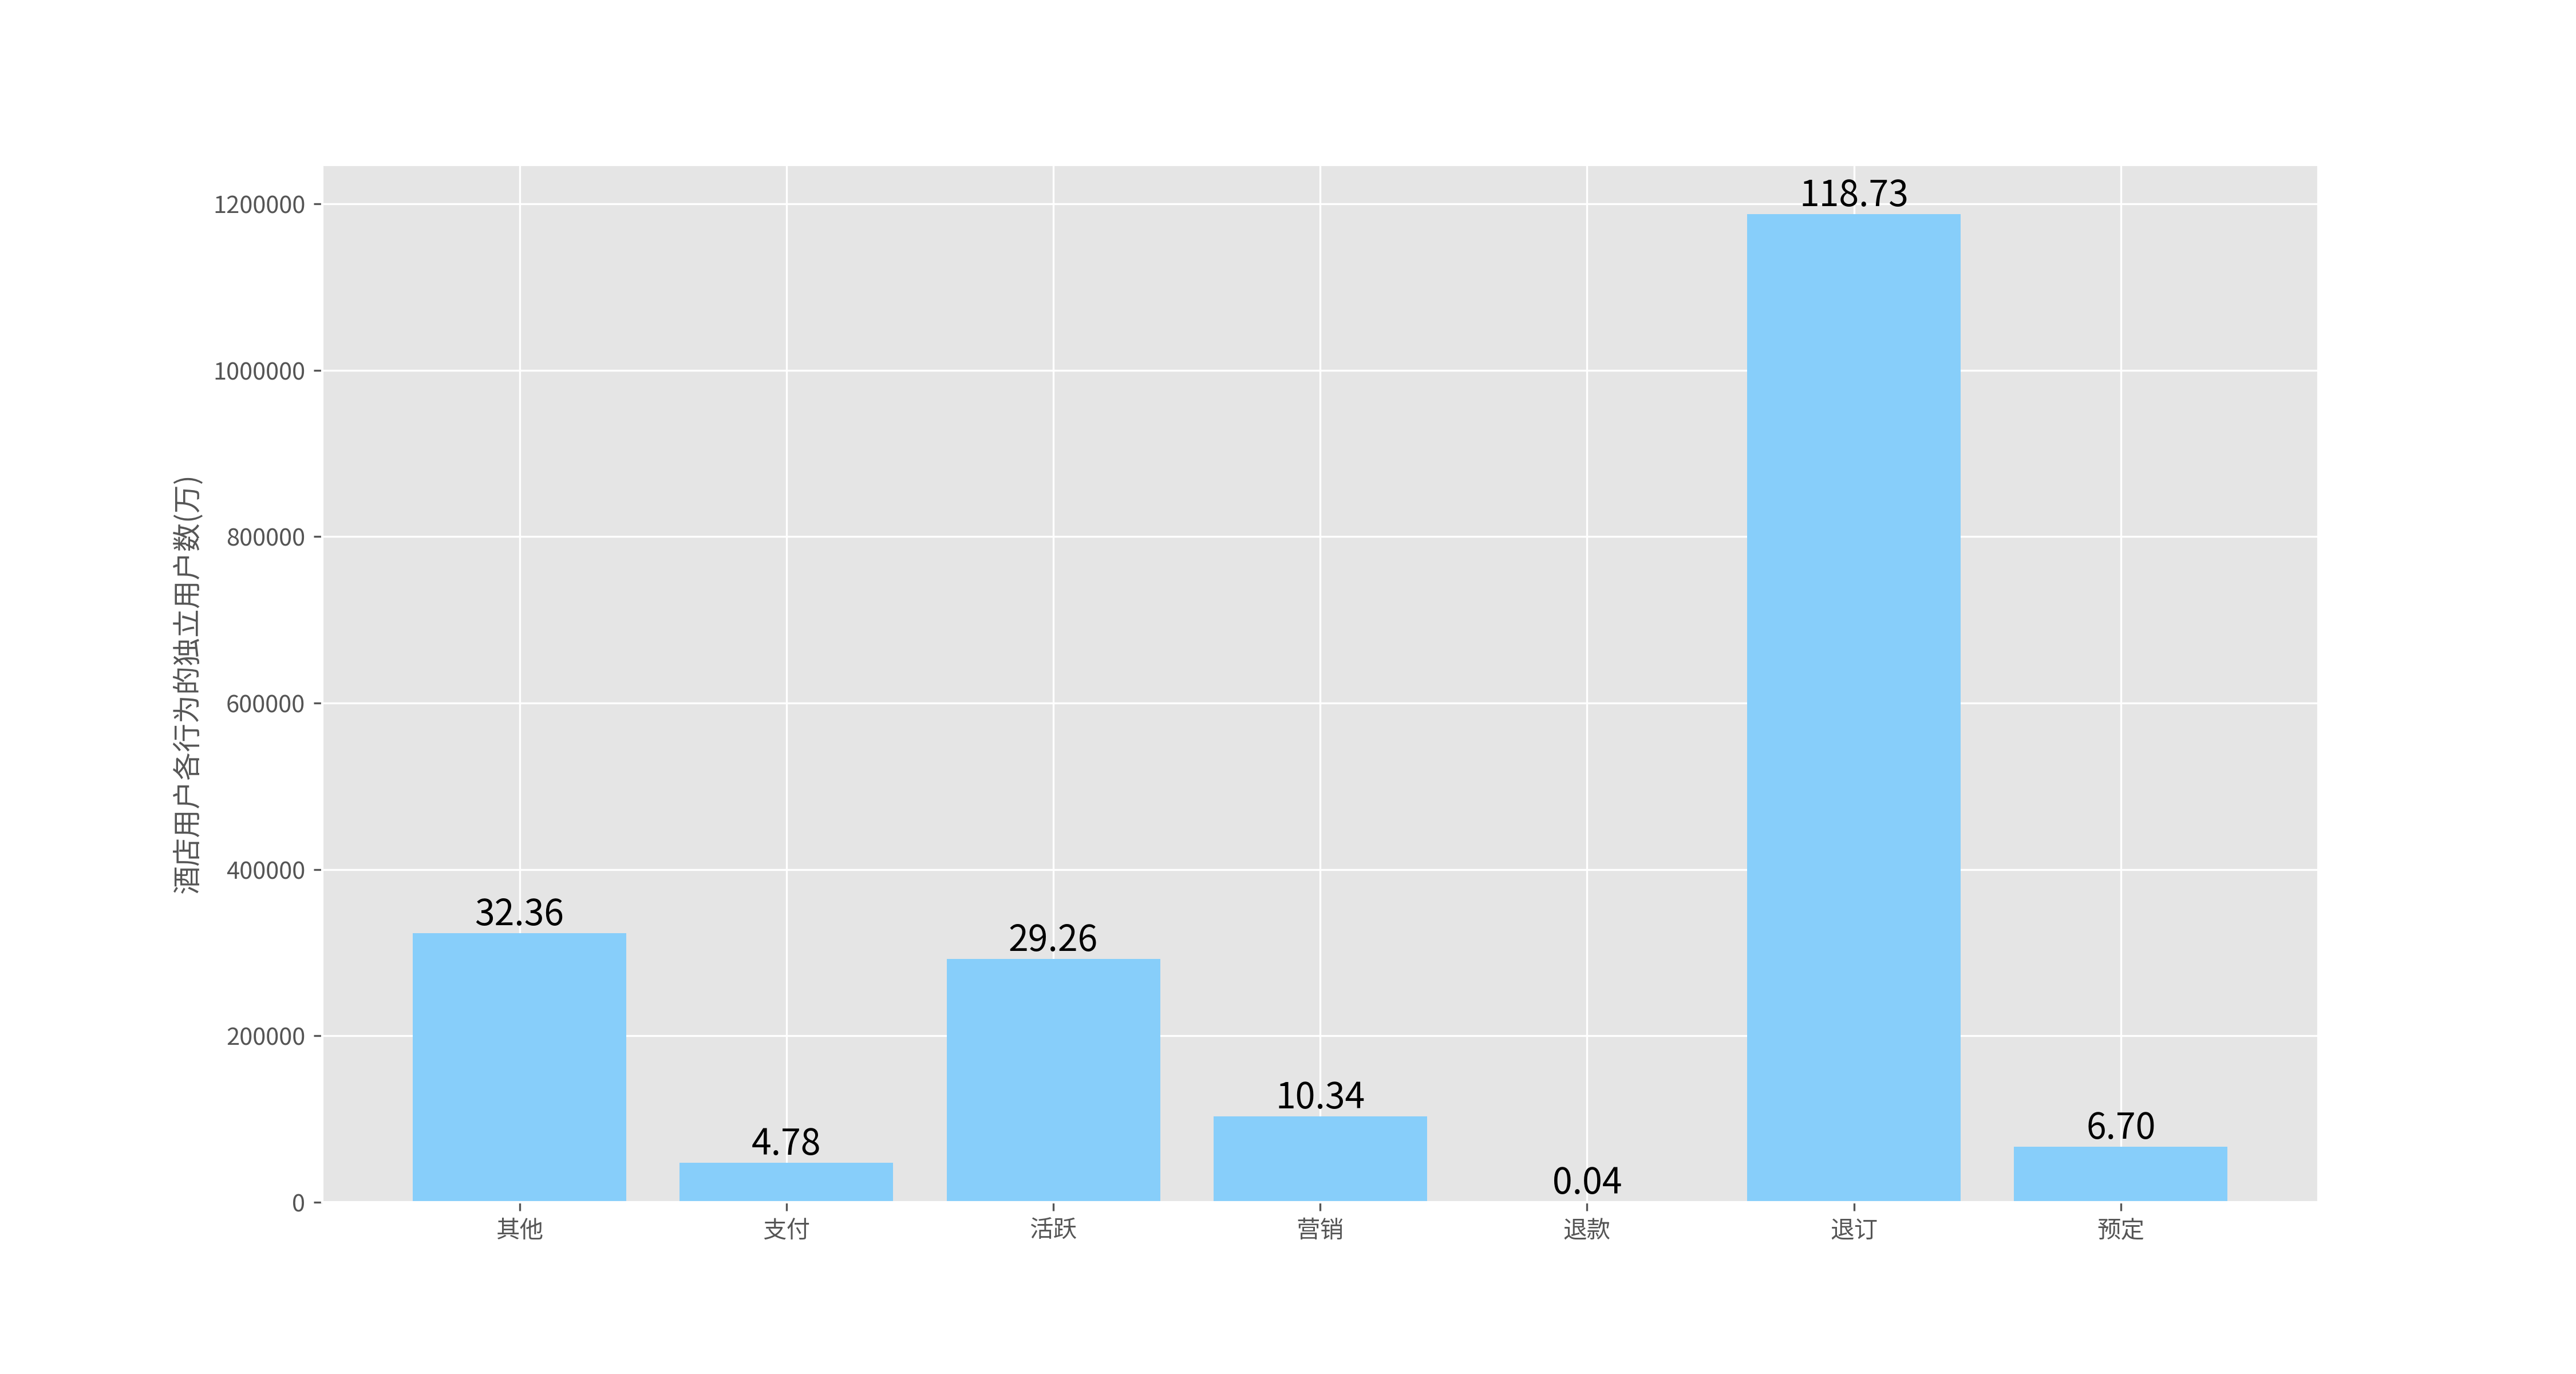 酒店用户各行为的独立用户数(万)
1200000
1000000
800000
600000
400000
200000
0
32.36
4.78
29.26
10.34
0.04
118.73
6.70
其他
支付
活跃
营销
退款
退订
预定